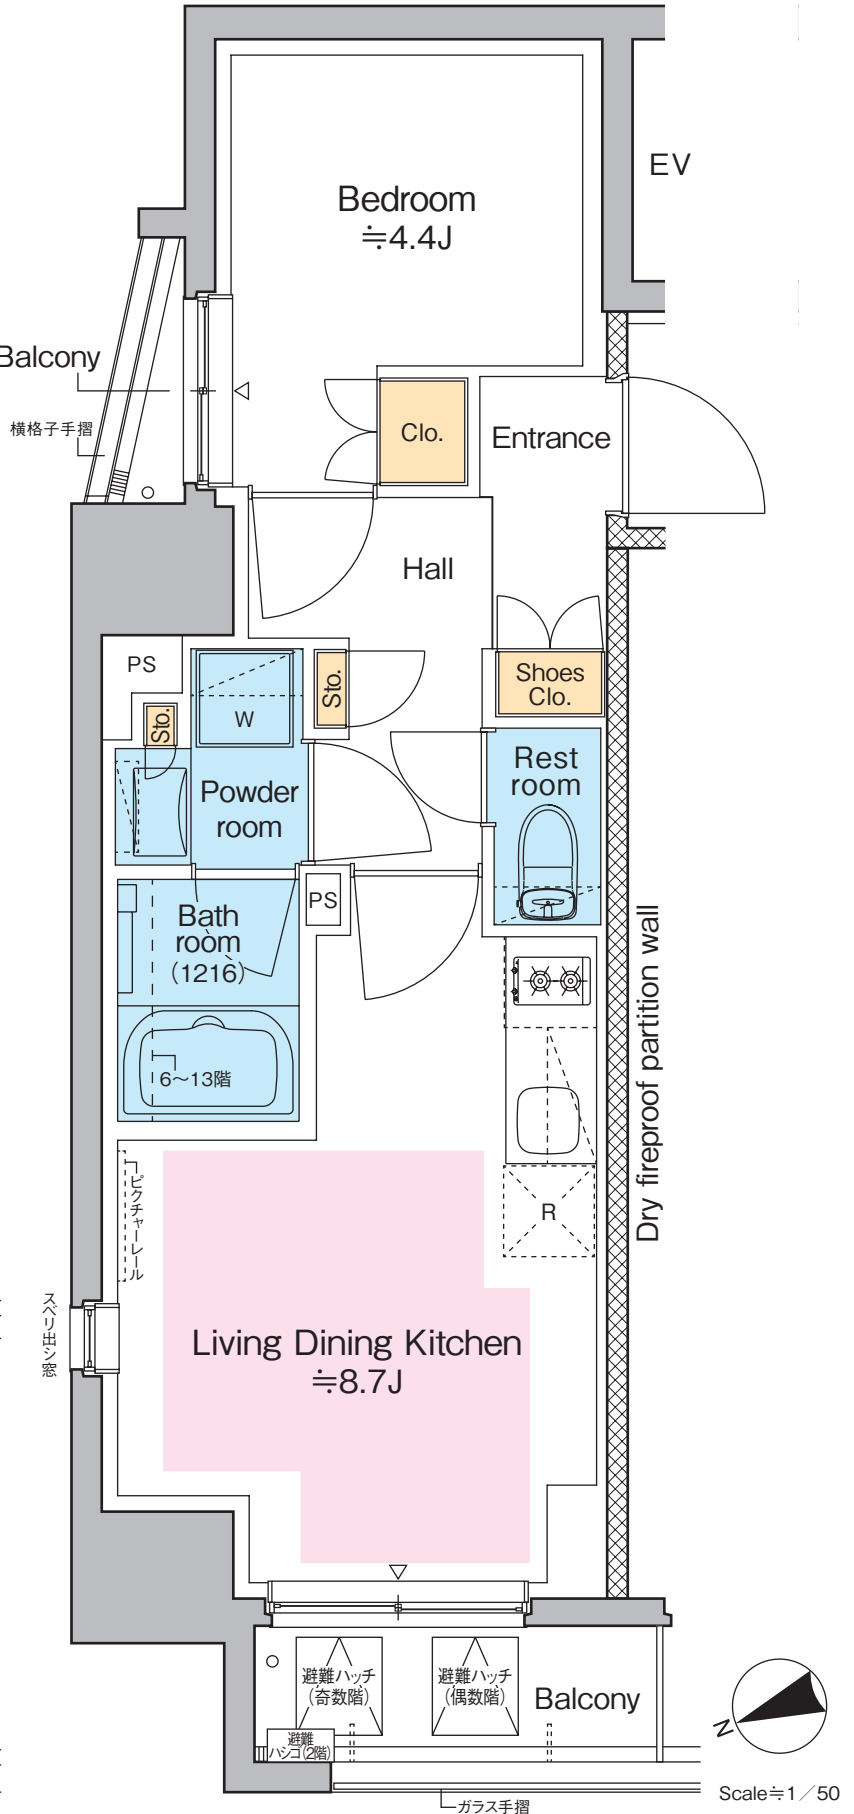 EV
Bedroom
≒4.4J
Balcony
横格子手摺
Clo.
Entrance
Hall
PS
Sto.
W
Sto.
Shoes
Clo.
Rest
room
Powder
room
PS
Bath
room
(1216)
6〜13階
Dry fireproof partition wall
ピクチャーレール
R
スベリ出シ窓
Living Dining Kitchen
≒8.7J
避難ハッチ
(奇数階)
避難ハッチ
(偶数階)
Balcony
避難
ハシゴ(2階)
N
Scale≒1/50
ガラス手摺